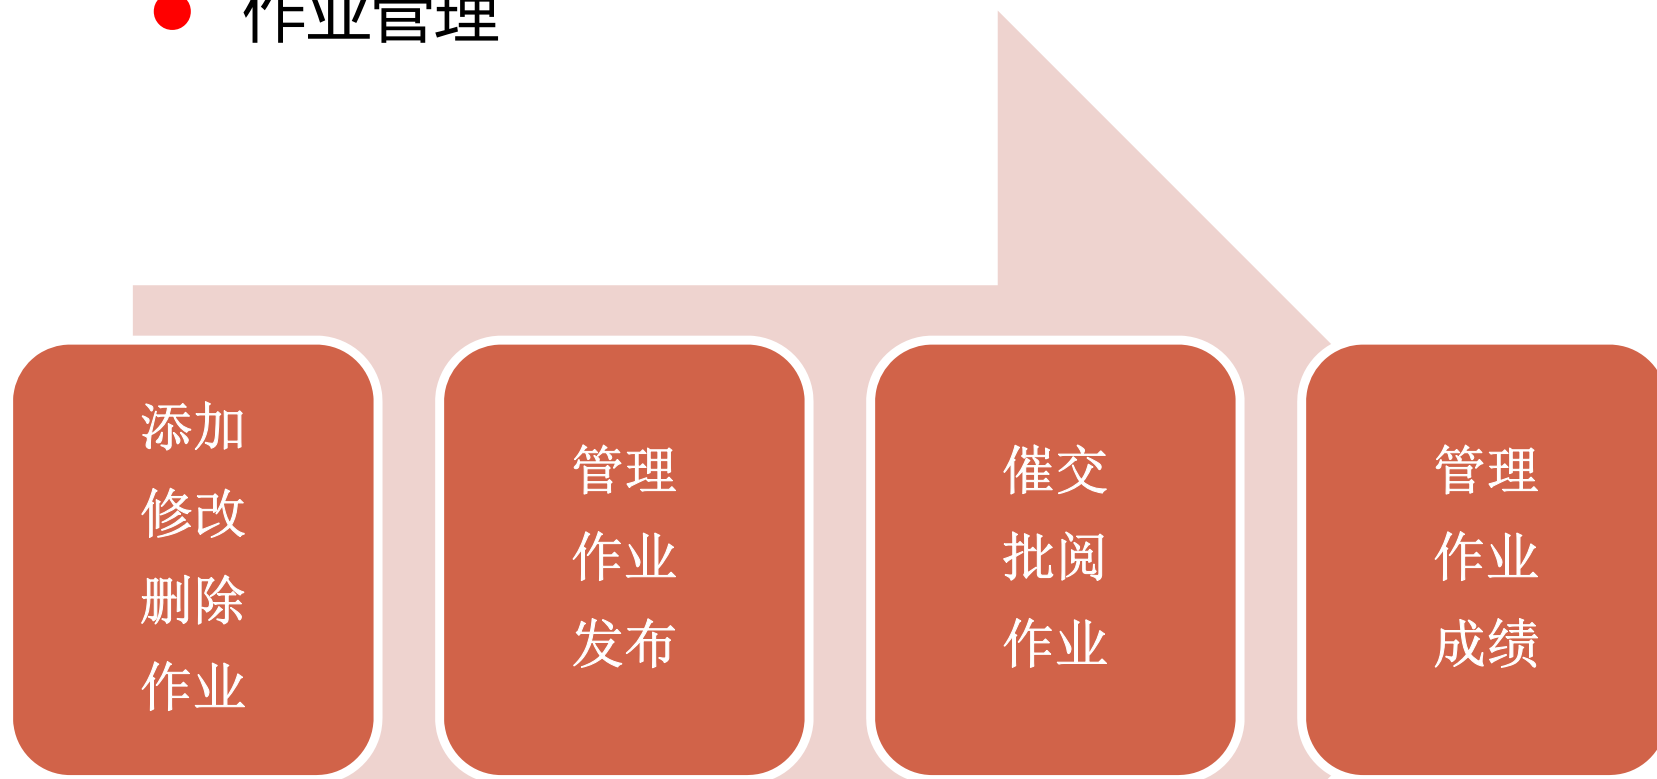 作业管理
添加
修改
删除
作业
管理
作业
发布
催交
批阅
作业
管理
作业
成绩